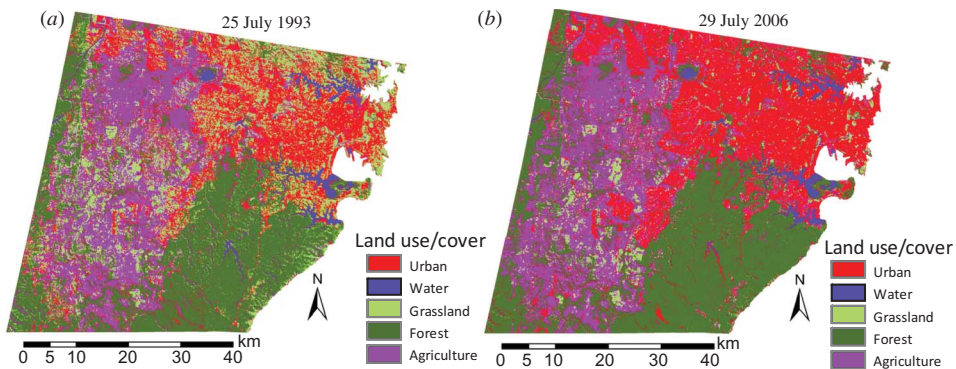 (a) 25 July 1993
Land use/cover
Urban
Water
Grassland
Forest
Agriculture
N
0 5 10 20 30 40 km
(b) 29 July 2006
Land use/cover
Urban
Water
Grassland
Forest
Agriculture
N
0 5 10 20 30 40 km